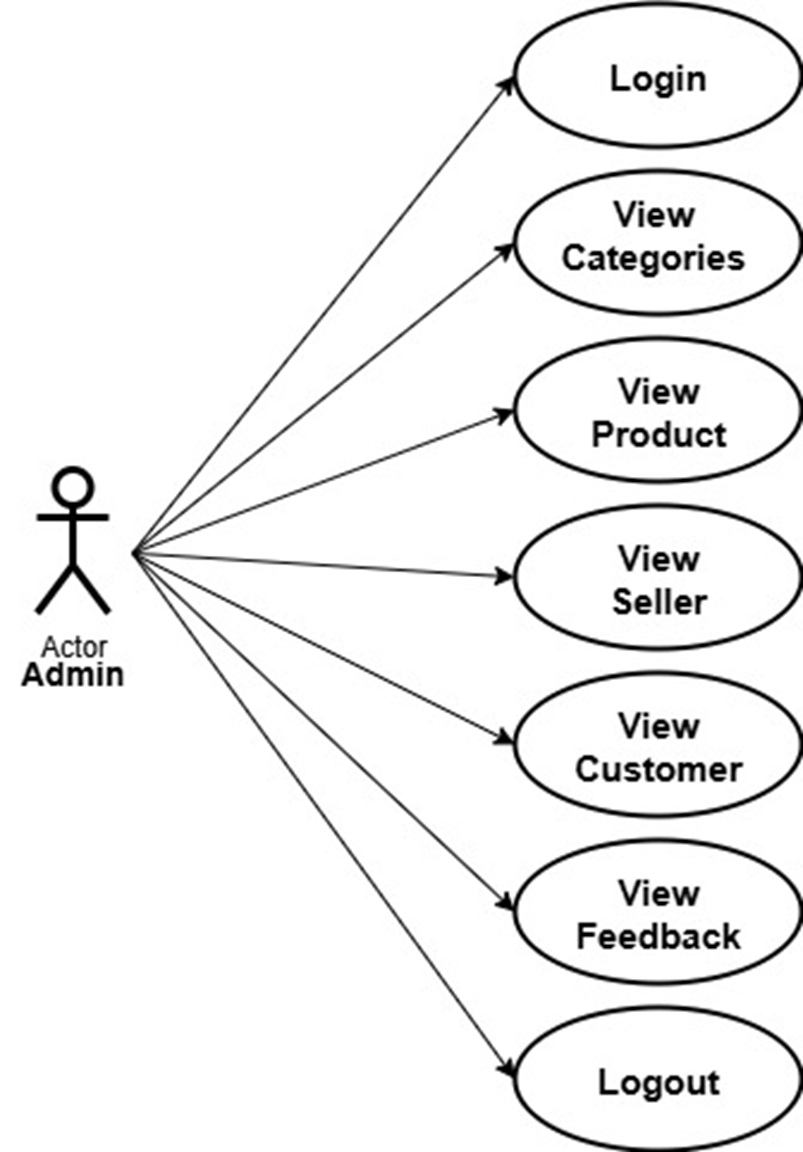 Login
View
Categories
View
Product
View
Seller
Actor
Admin
View
Customer
View
Feedback
Logout